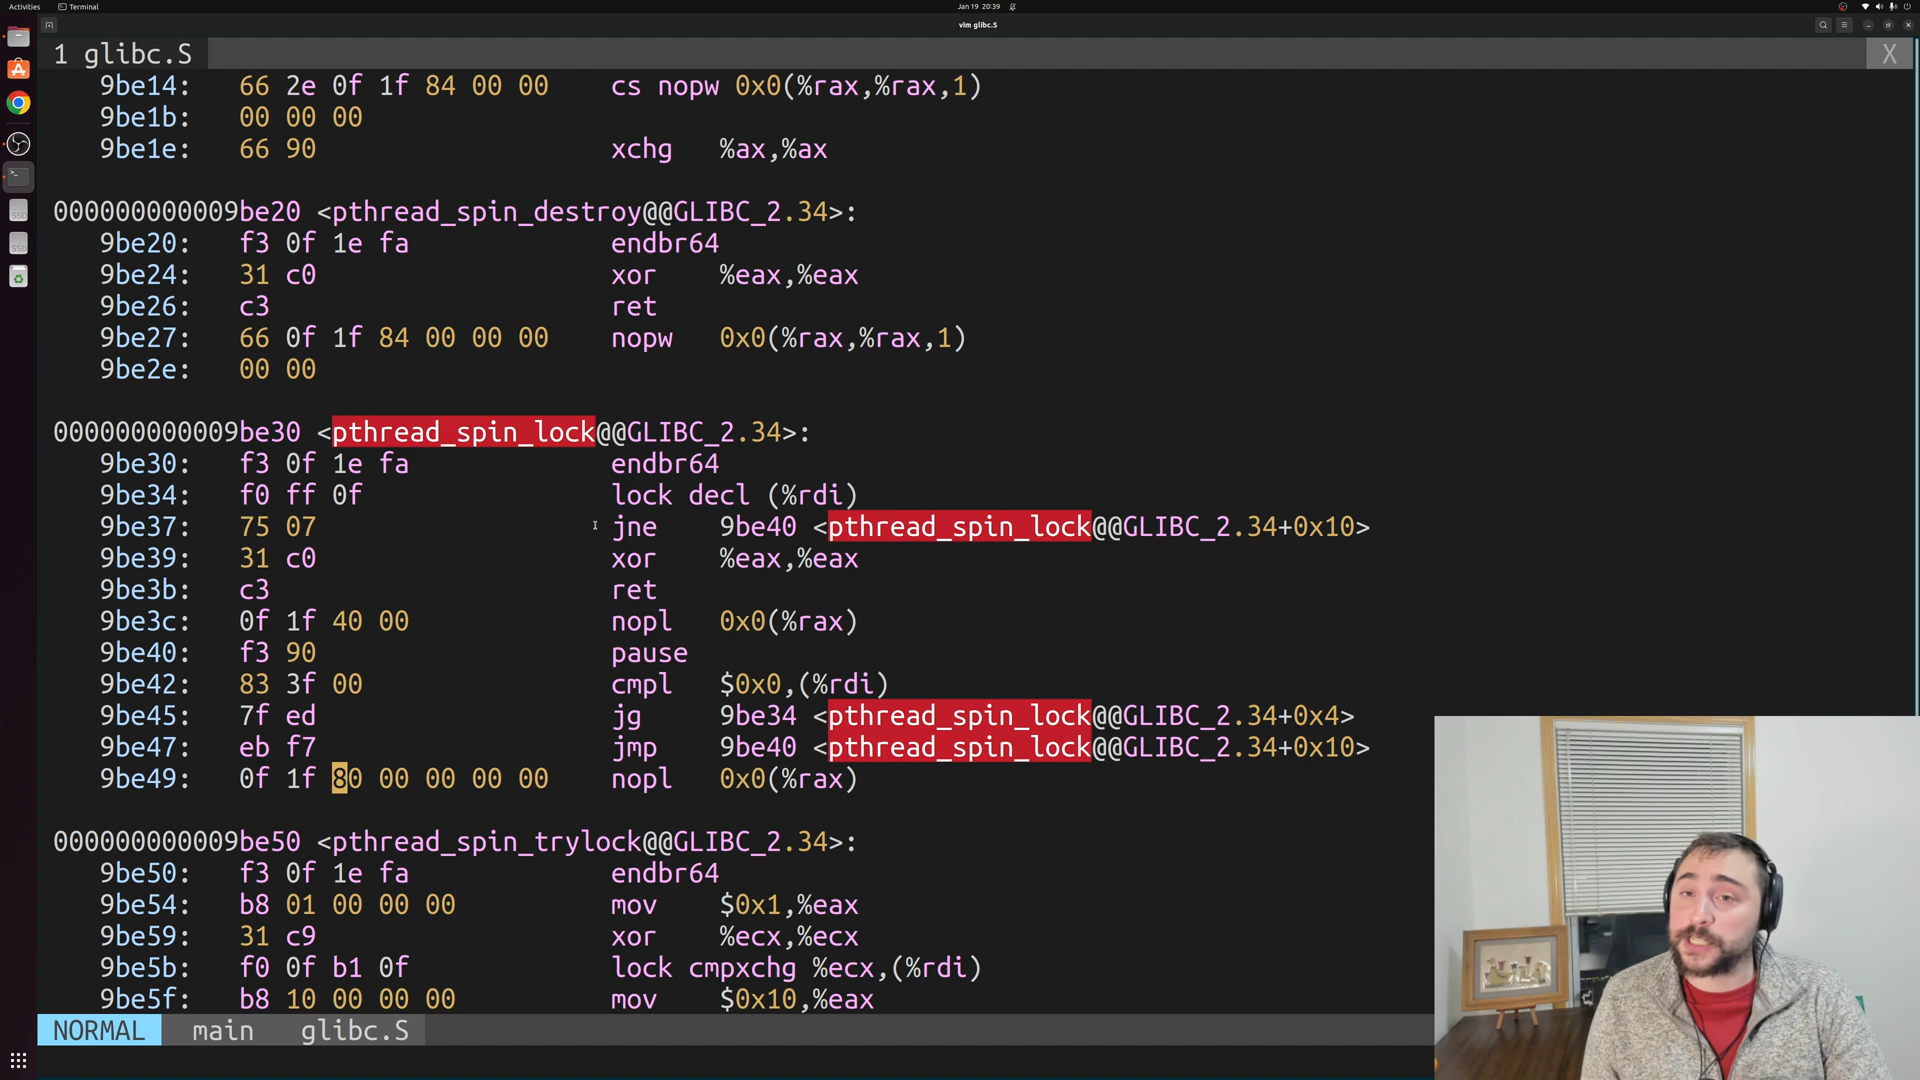 Activities Terminal Jan 19 20:39
vim glibc.S
1 glibc.S X
9be14: 66 2e 0f 1f 84 00 00 cs nopw 0x0(%rax,%rax,1)
9be1b: 00 00 00
9be1e: 66 90 xchg %ax,%ax
000000000009be20 <pthread_spin_destroy@@GLIBC_2.34>:
9be20: f3 0f 1e fa endbr64
9be24: 31 c0 xor %eax,%eax
9be26: c3 ret
9be27: 66 0f 1f 84 00 00 00 nopw 0x0(%rax,%rax,1)
9be2e: 00 00
000000000009be30 <pthread_spin_lock@@GLIBC_2.34>:
9be30: f3 0f 1e fa endbr64
9be34: f0 ff 0f lock decl (%rdi)
9be37: 75 07 jne 9be40 <pthread_spin_lock@@GLIBC_2.34+0x10>
9be39: 31 c0 xor %eax,%eax
9be3b: c3 ret
9be3c: 0f 1f 40 00 nopl 0x0(%rax)
9be40: f3 90 pause
9be42: 83 3f 00 cmpl $0x0,(%rdi)
9be45: 7f ed jg 9be34 <pthread_spin_lock@@GLIBC_2.34+0x4>
9be47: eb f7 jmp 9be40 <pthread_spin_lock@@GLIBC_2.34+0x10>
9be49: 0f 1f 80 00 00 00 00 nopl 0x0(%rax)
000000000009be50 <pthread_spin_trylock@@GLIBC_2.34>:
9be50: f3 0f 1e fa endbr64
9be54: b8 01 00 00 00 mov $0x1,%eax
9be59: 31 c9 xor %ecx,%ecx
9be5b: f0 0f b1 0f lock cmpxchg %ecx,(%rdi)
9be5f: b8 10 00 00 00 mov $0x10,%eax
NORMAL main glibc.S